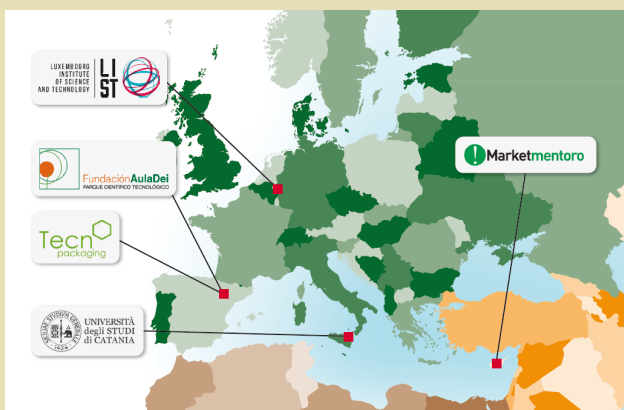 LUXEMBOURG
INSTITUTE
OF SCIENCE
AND TECHNOLOGY
LI
ST
FundaciónAulaDei
PARQUE CIENTÍFICO TECNOLÓGICO
Tecn
packaging
UNIVERSITÀ
degli STUDI
di CATANIA
Marketmentoro